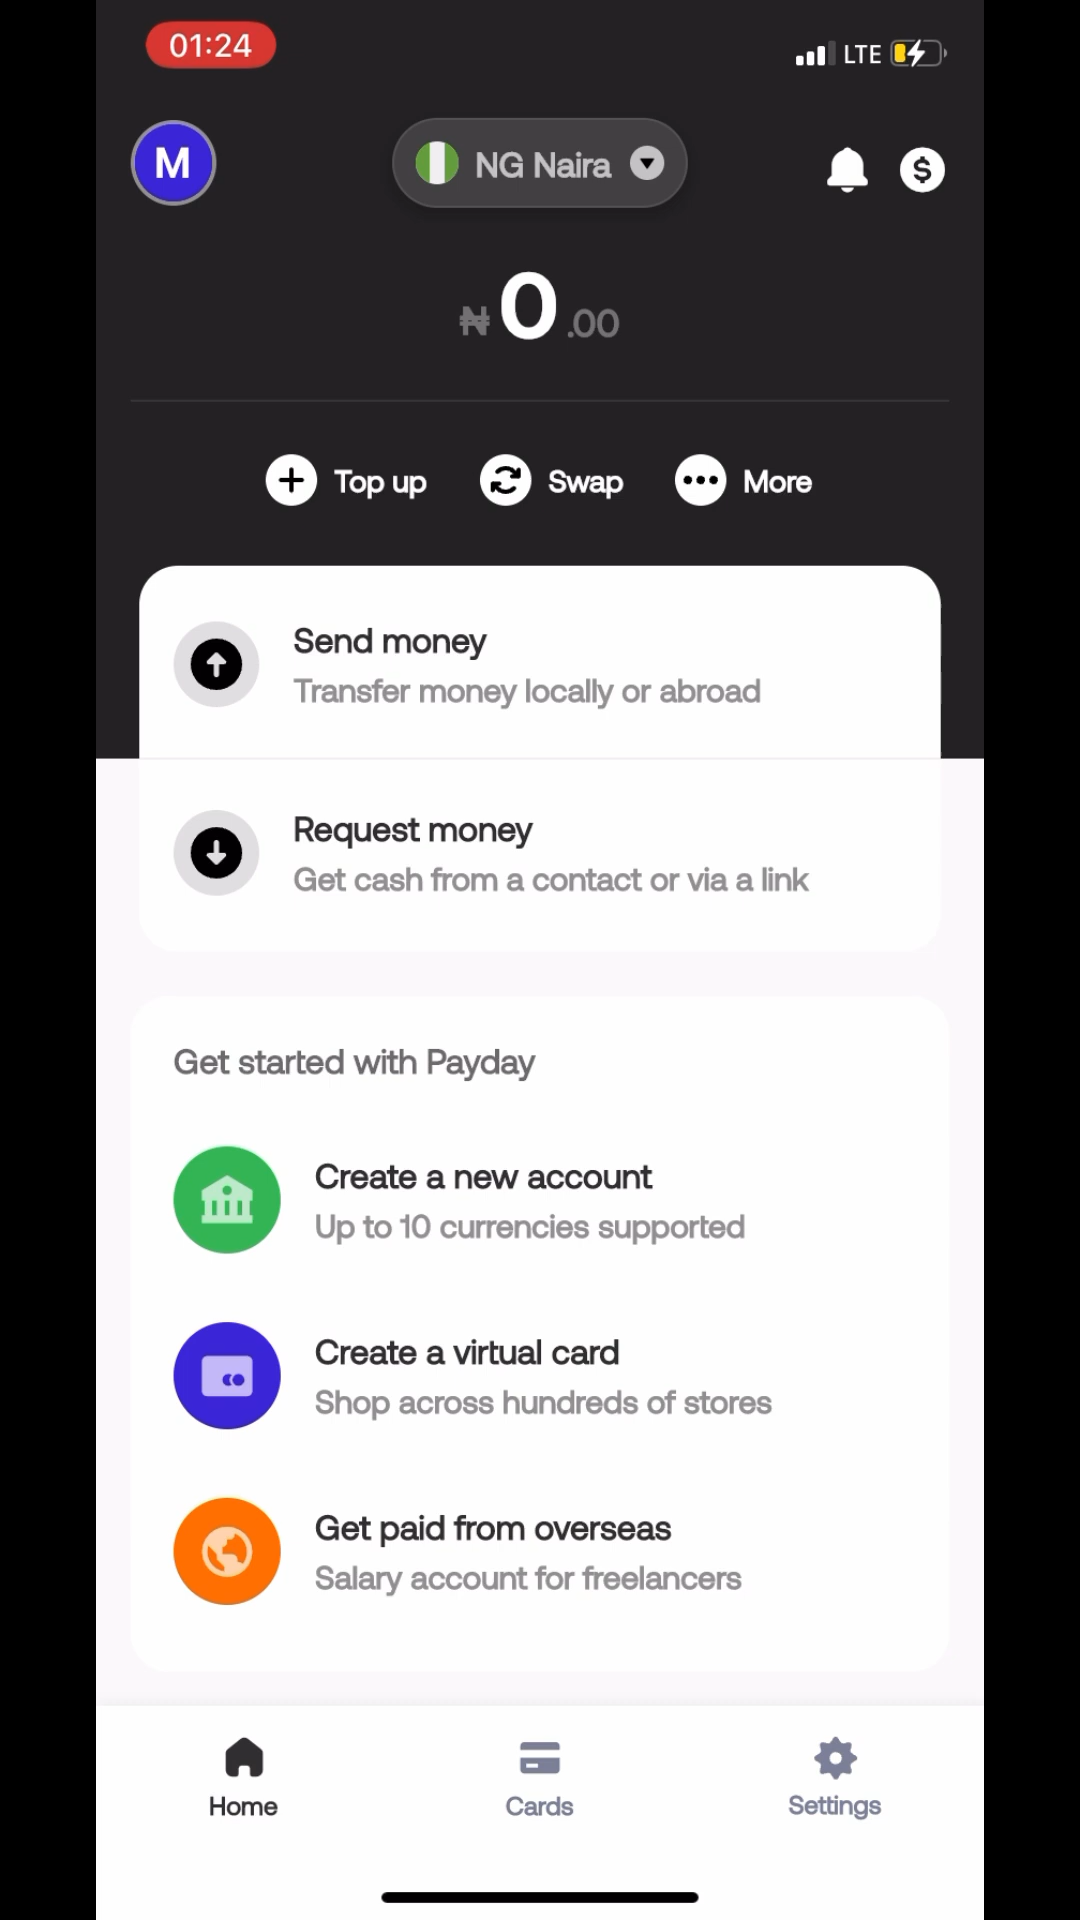 01:24
LTE
M
NG Naira
$
₦0.00
Top up
Swap
More
Send money
Transfer money locally or abroad
Request money
Get cash from a contact or via a link
Get started with Payday
Create a new account
Up to 10 currencies supported
Create a virtual card
Shop across hundreds of stores
Get paid from overseas
Salary account for freelancers
Home
Cards
Settings